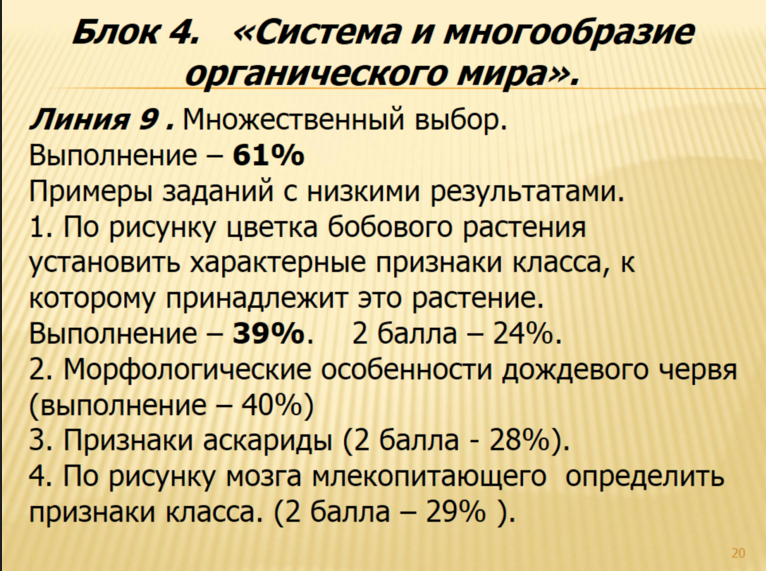 Блок 4. «Система и многообразие
органического мира».
Линия 9 . Множественный выбор.
Выполнение – 61%
Примеры заданий с низкими результатами.
1. По рисунку цветка бобового растения
установить характерные признаки класса, к
которому принадлежит это растение.
Выполнение – 39%. 2 балла – 24%.
2. Морфологические особенности дождевого червя
(выполнение – 40%)
3. Признаки аскариды (2 балла - 28%).
4. По рисунку мозга млекопитающего определить
признаки класса. (2 балла – 29% ).
20